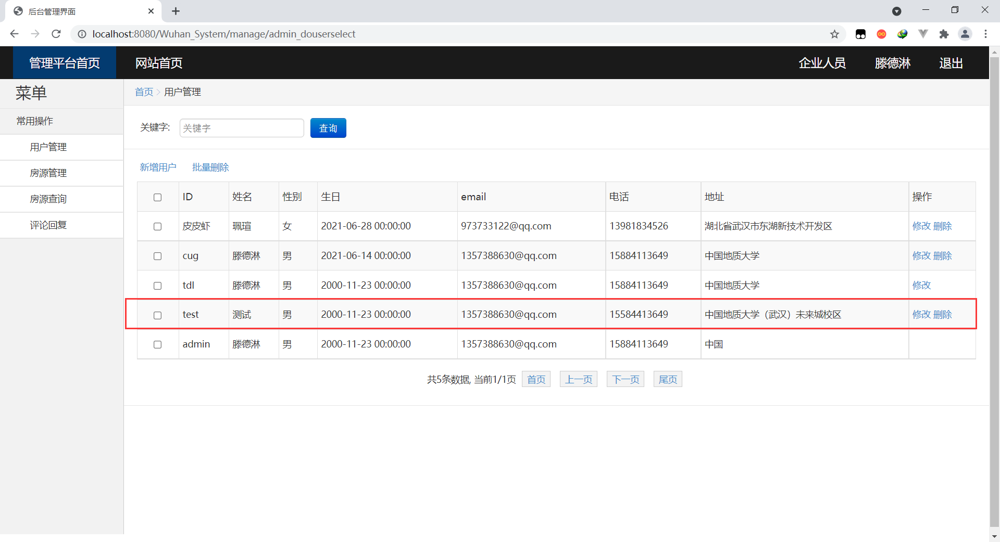 后台管理界面
localhost:8080/Wuhan_System/manage/admin_douserselect
管理平台首页 网站首页 企业人员 滕德淋 退出
菜单
首页 用户管理
常用操作
用户管理
房源管理
房源查询
评论回复
关键字: 关键字 查询
新增用户 批量删除
ID 姓名 性别 生日 email 电话 地址 操作
皮皮虾 珮瑄 女 2021-06-28 00:00:00 973733122@qq.com 13981834526 湖北省武汉市东湖新技术开发区 修改 删除
cug 滕德淋 男 2021-06-14 00:00:00 1357388630@qq.com 15884113649 中国地质大学 修改 删除
tdl 滕德淋 男 2000-11-23 00:00:00 1357388630@qq.com 15884113649 中国地质大学 修改
test 测试 男 2000-11-23 00:00:00 1357388630@qq.com 15584413649 中国地质大学（武汉）未来城校区 修改 删除
admin 滕德淋 男 2000-11-23 00:00:00 1357388630@qq.com 15884113649 中国
共5条数据, 当前1/1页 首页 上一页 下一页 尾页